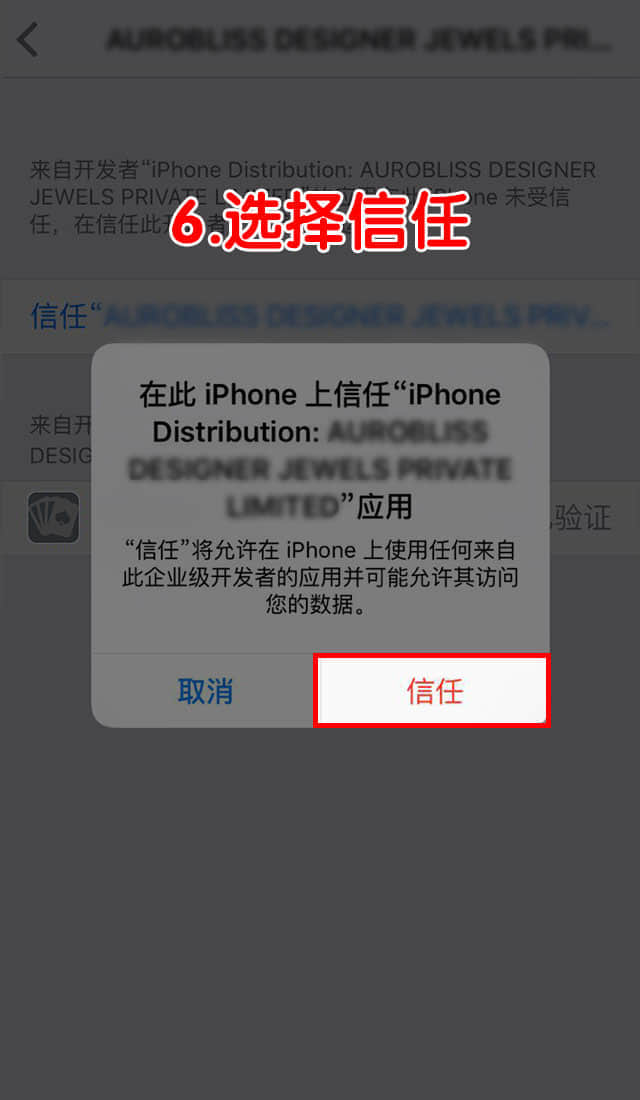 AUROBLISS DESIGNER JEWELS PRI...
来自开发者“iPhone Distribution: AUROBLISS DESIGNER
JEWELS PRIVATE
iPhone 未受信
任，在信任此开
6.选择信任
信任“AUROBLISS DESIGNER JEWELS PRIV...
在此 iPhone 上信任“iPhone
Distribution: AUROBLISS
DESIGNER JEWELS PRIVATE
LIMITED”应用
“信任”将允许在 iPhone 上使用任何来自
此企业级开发者的应用并可能允许其访问
您的数据。
来自开
DESIG
验证
取消
信任